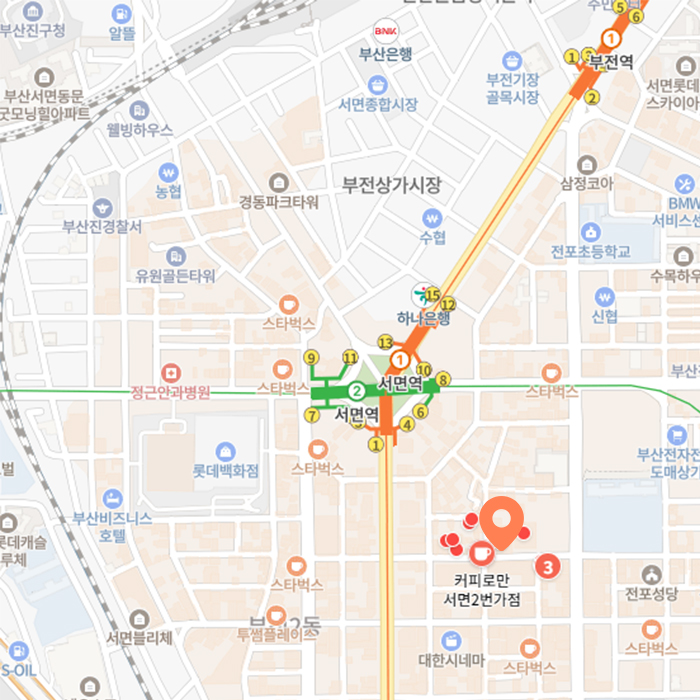 부산진구청
알뜰
BNK
부산은행
5
6
1
1
부전역
2
부산서면동문
굿모닝힐아파트
웰빙하우스
서면종합시장
부전기장
골목시장
서면롯데
스카이
농협
경동파크타워
부전상가시장
삼정코아
BMW
서비스센
부산진경찰서
수협
전포초등학교
유원골든타워
수목하우
15
12
하나은행
신협
스타벅스
13
1
9
11
10
8
서면역
2
서면역
7
6
4
1
정근안과병원
스타벅스
스타벅스
부산
롯데백화점
스타벅스
부산전자
도매상가
부산비즈니스
호텔
롯데캐슬
루체
3
커피로만
서면2번가점
스타벅스
전포성당
서면블리체
투썸플레이스
대한시네마
스타벅스
스타벅스
S-OIL